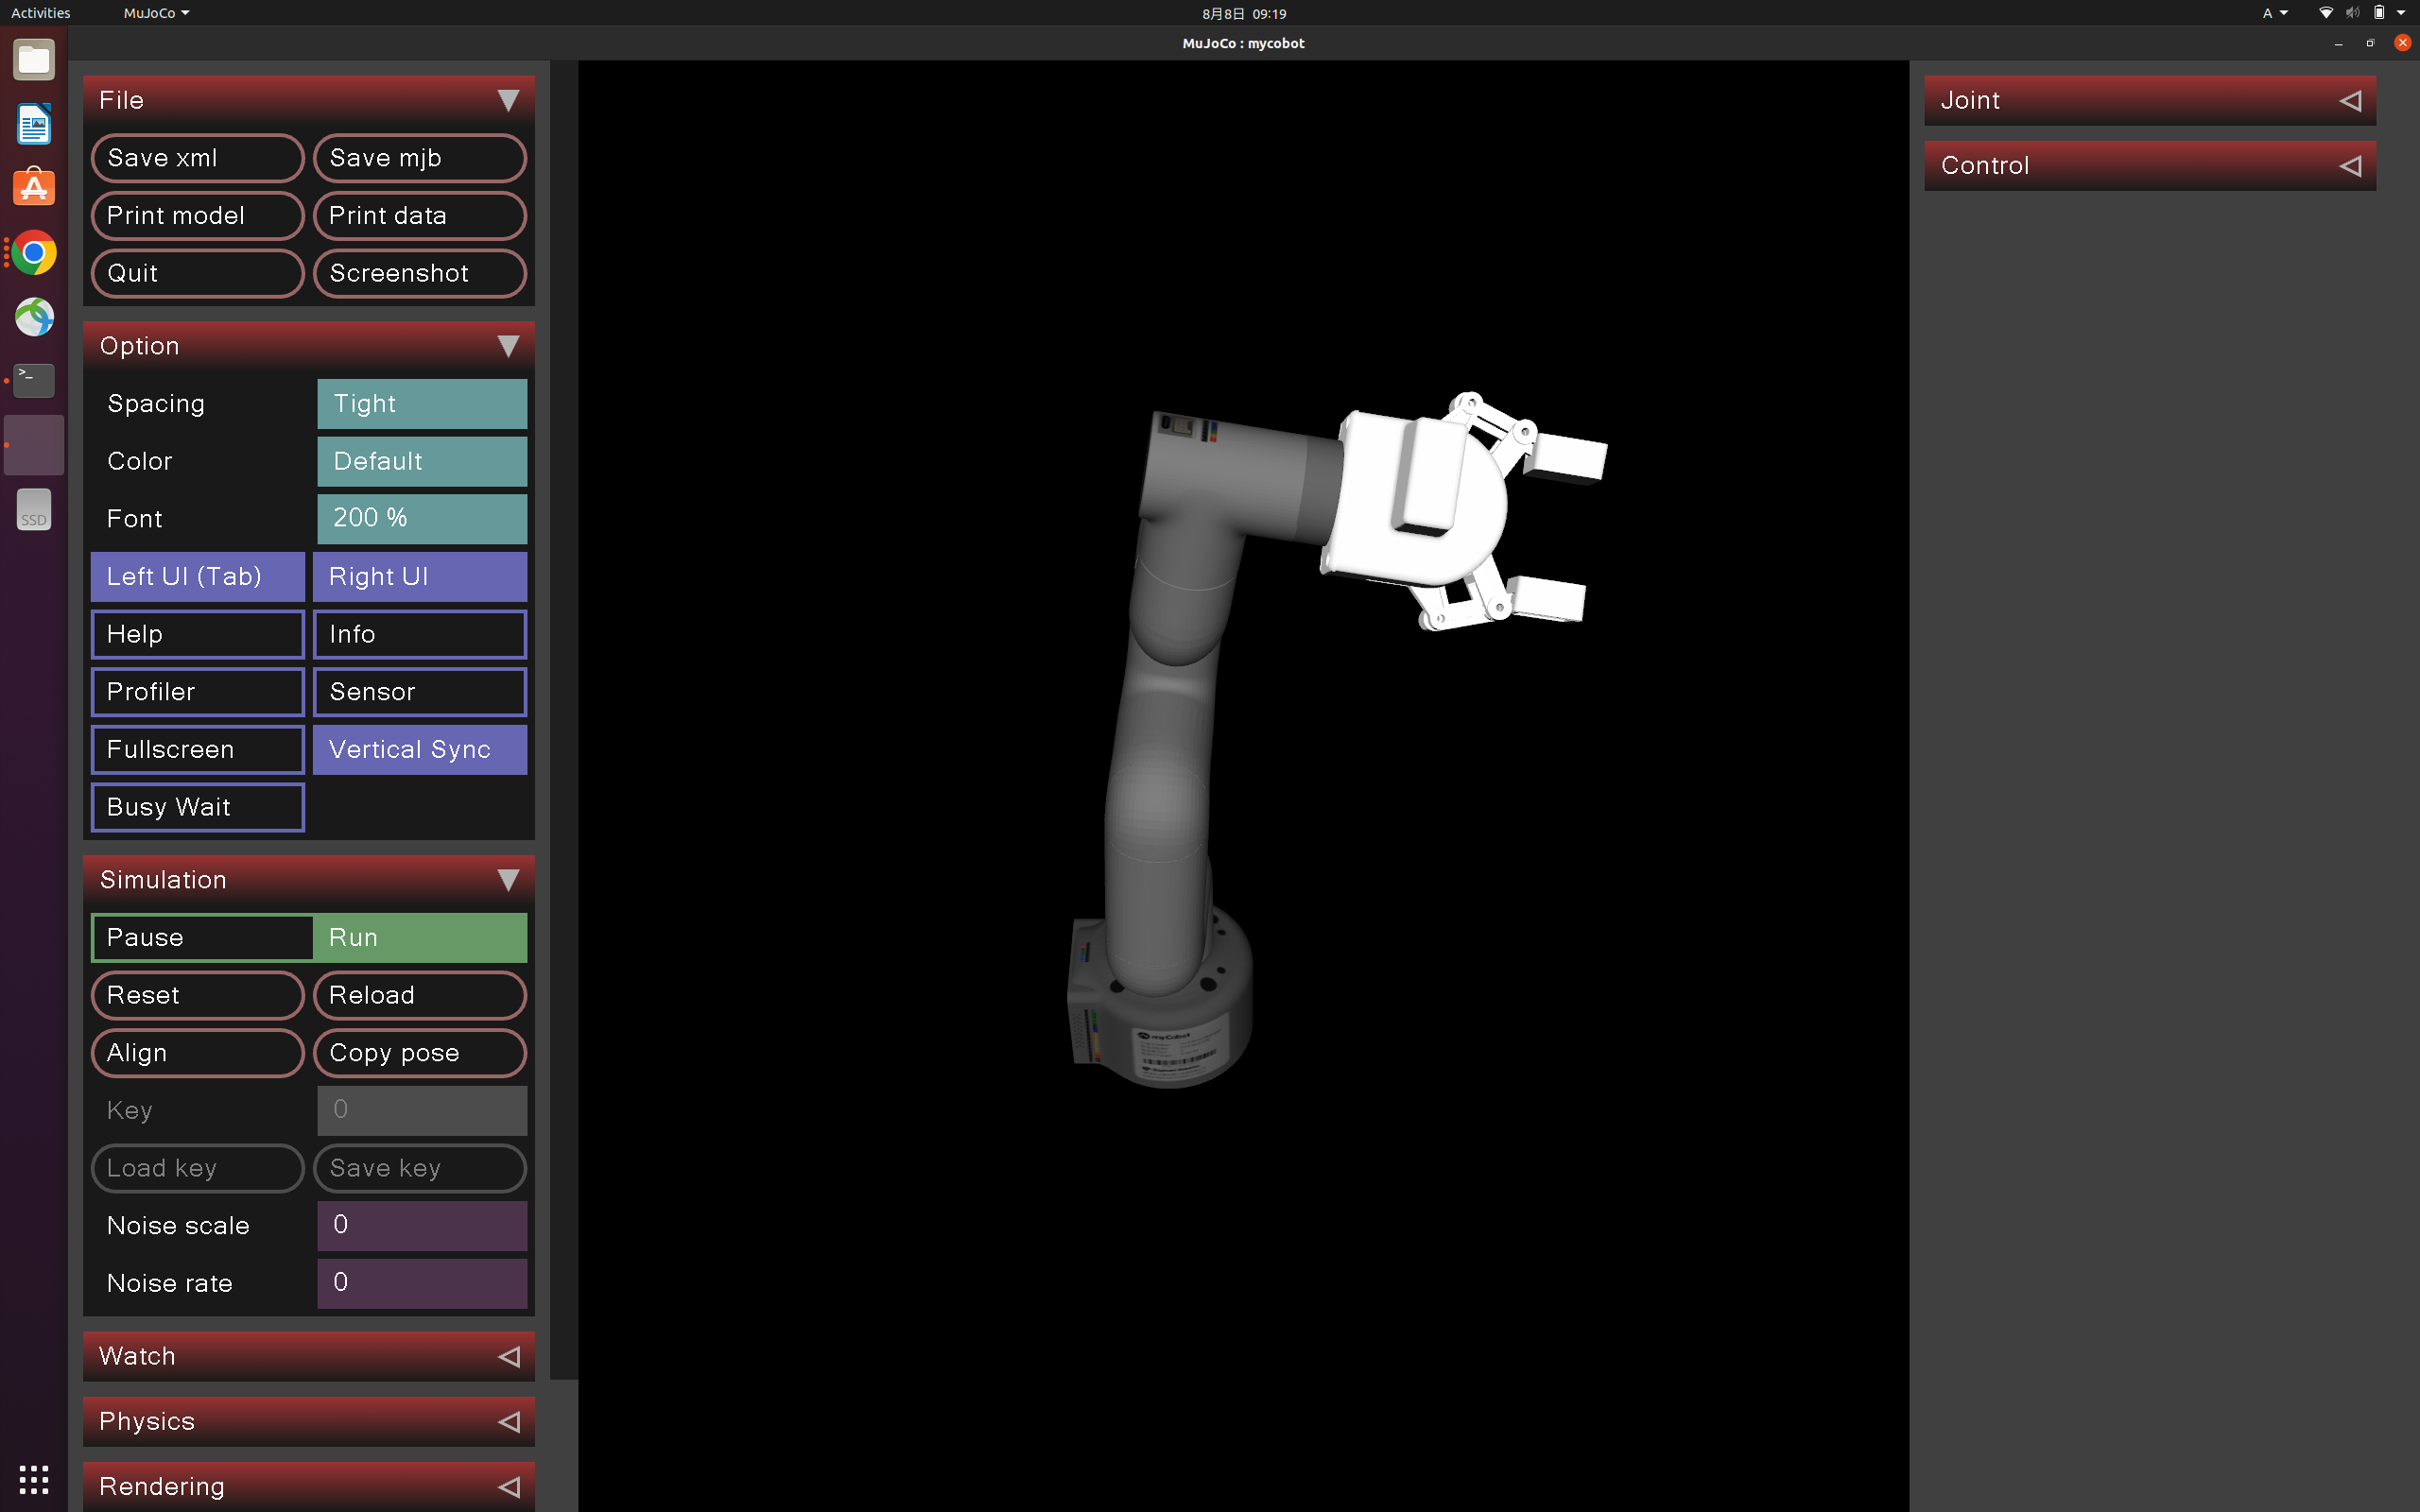 Activities
MuJoCo
8月8日 09:19
A
MuJoCo : mycobot
File
Save xml
Save mjb
Print model
Print data
Quit
Screenshot
Option
Spacing
Tight
Color
Default
Font
200 %
Left UI (Tab)
Right UI
Help
Info
Profiler
Sensor
Fullscreen
Vertical Sync
Busy Wait
Simulation
Pause
Run
Reset
Reload
Align
Copy pose
Key
0
Load key
Save key
Noise scale
0
Noise rate
0
Watch
Physics
Rendering
Joint
Control
>_
SSD
myCobot